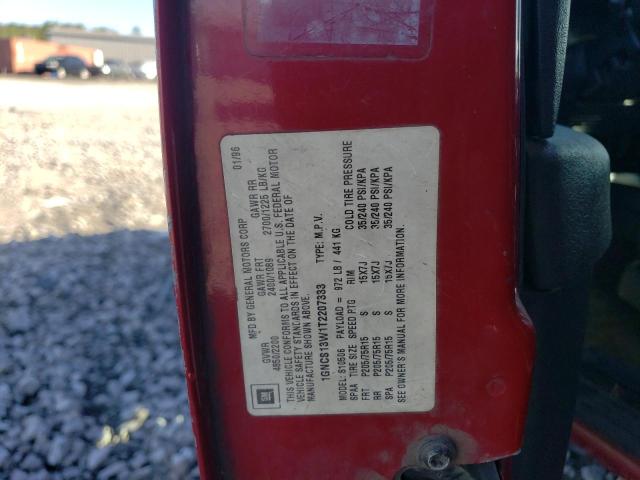 GM
MFD BY GENERAL MOTORS CORP 01/96
GVWR GAWR FRT GAWR RR
4850/2200 2400/1089 2700/1225 LB/KG
THIS VEHICLE CONFORMS TO ALL APPLICABLE U.S. FEDERAL MOTOR
VEHICLE SAFETY STANDARDS IN EFFECT ON THE DATE OF
MANUFACTURE SHOWN ABOVE.
1GNCS13W1T2207333 TYPE: M.P.V.
MODEL: S10506 PAYLOAD = 972 LB / 441 KG
SPAA TIRE SIZE SPEED RTG RIM COLD TIRE PRESSURE
FRT P205/75R15 S 15X7J 35/240 PSI/KPA
RR P205/75R15 S 15X7J 35/240 PSI/KPA
SPA P205/75R15 S 15X7J 35/240 PSI/KPA
SEE OWNER'S MANUAL FOR MORE INFORMATION.